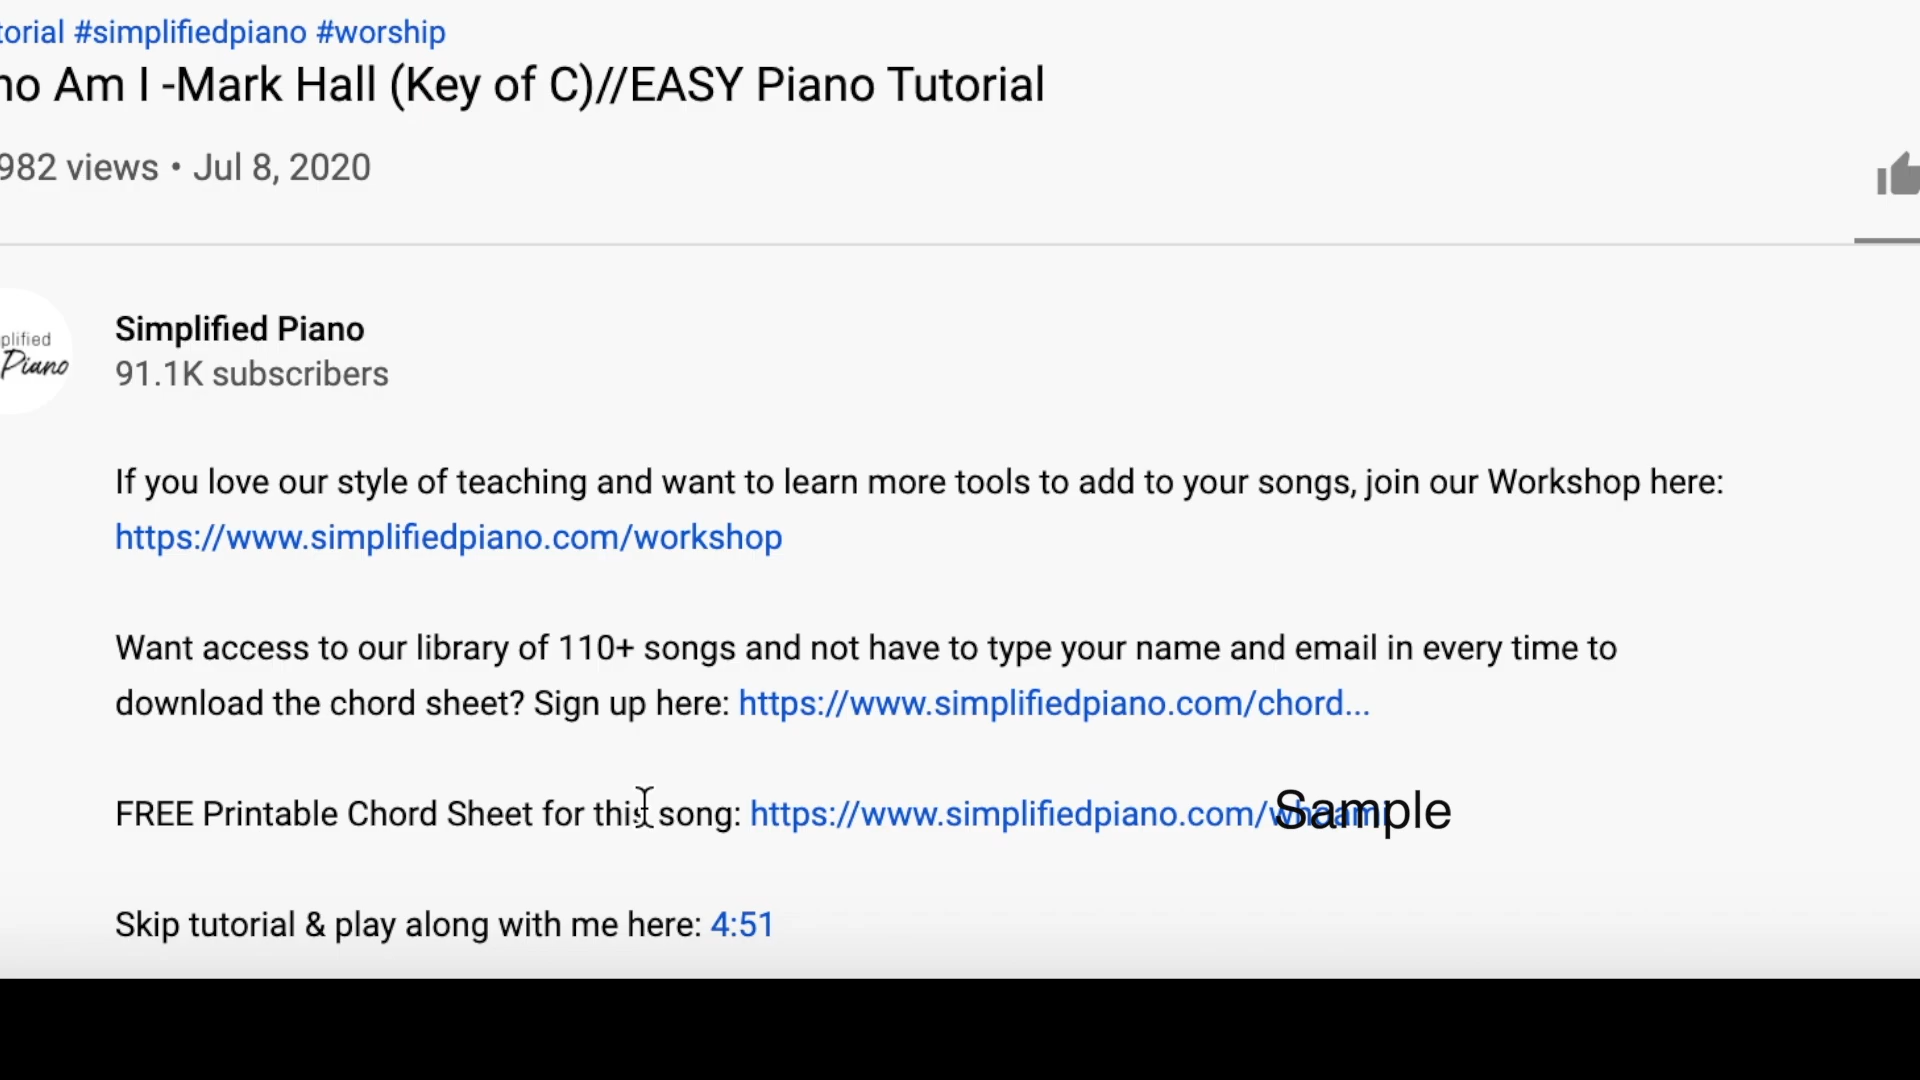 torial #simplifiedpiano #worship
ho Am I -Mark Hall (Key of C)//EASY Piano Tutorial
982 views • Jul 8, 2020
plified
Piano
Simplified Piano
91.1K subscribers
If you love our style of teaching and want to learn more tools to add to your songs, join our Workshop here:
https://www.simplifiedpiano.com/workshop
Want access to our library of 110+ songs and not have to type your name and email in every time to
download the chord sheet? Sign up here: https://www.simplifiedpiano.com/chord...
FREE Printable Chord Sheet for this song: https://www.simplifiedpiano.com/whoami
Sample
Skip tutorial & play along with me here: 4:51